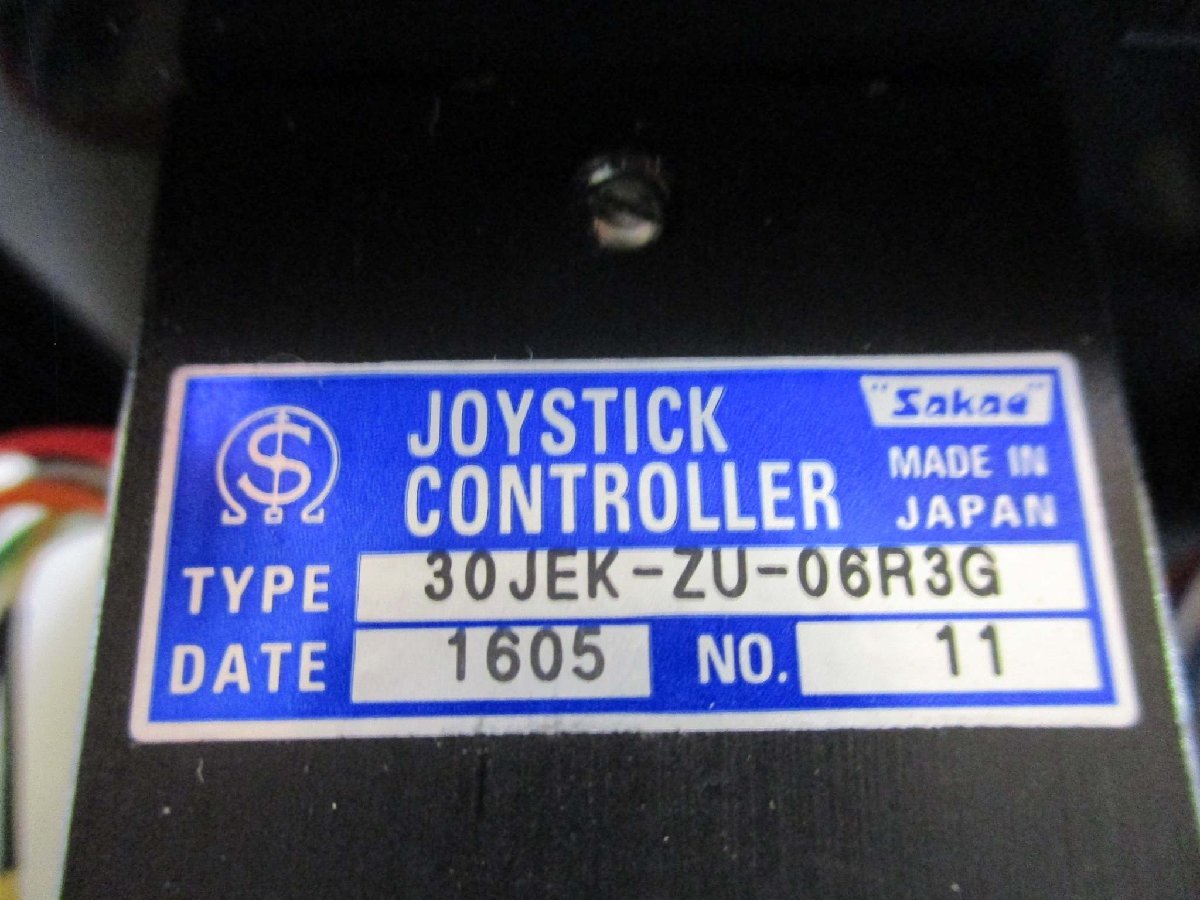 JOYSTICK
CONTROLLER
"Sakae"
MADE IN
JAPAN
TYPE 30JEK-ZU-06R3G
DATE 1605 NO. 11